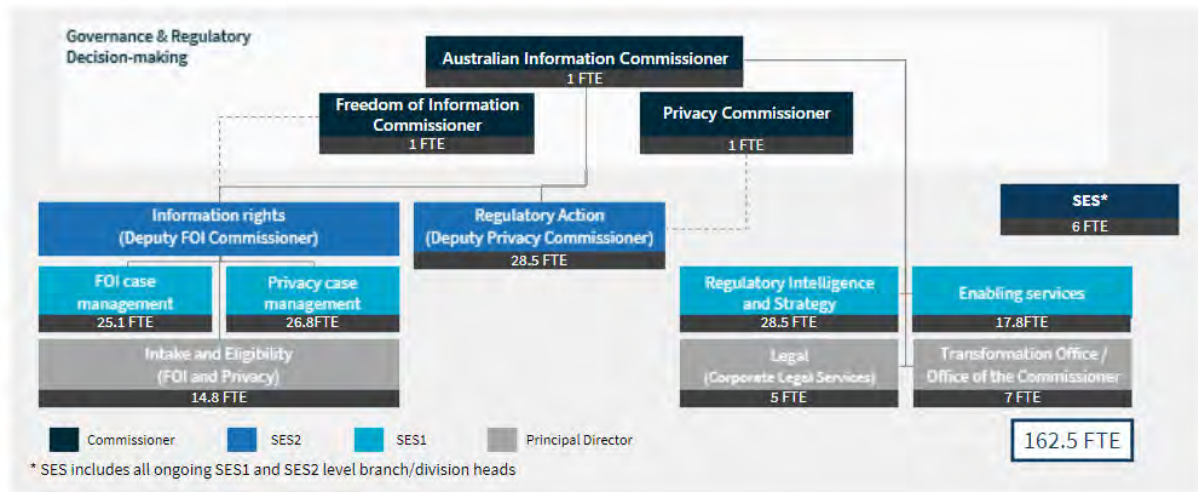 Governance & Regulatory
Decision-making
Australian Information Commissioner
1 FTE
Freedom of Information
Commissioner
1 FTE
Privacy Commissioner
1 FTE
Information rights
(Deputy FOI Commissioner)
Regulatory Action
(Deputy Privacy Commissioner)
28.5 FTE
SES*
6 FTE
FOI case
management
25.1 FTE
Privacy case
management
26.8FTE
Regulatory Intelligence
and Strategy
28.5 FTE
Enabling services
17.8FTE
Intake and Eligibility
(FOI and Privacy)
14.8 FTE
Legal
(Corporate Legal Services)
5 FTE
Transformation Office /
Office of the Commissioner
7 FTE
Commissioner
SES2
SES1
Principal Director
162.5 FTE
* SES includes all ongoing SES1 and SES2 level branch/division heads